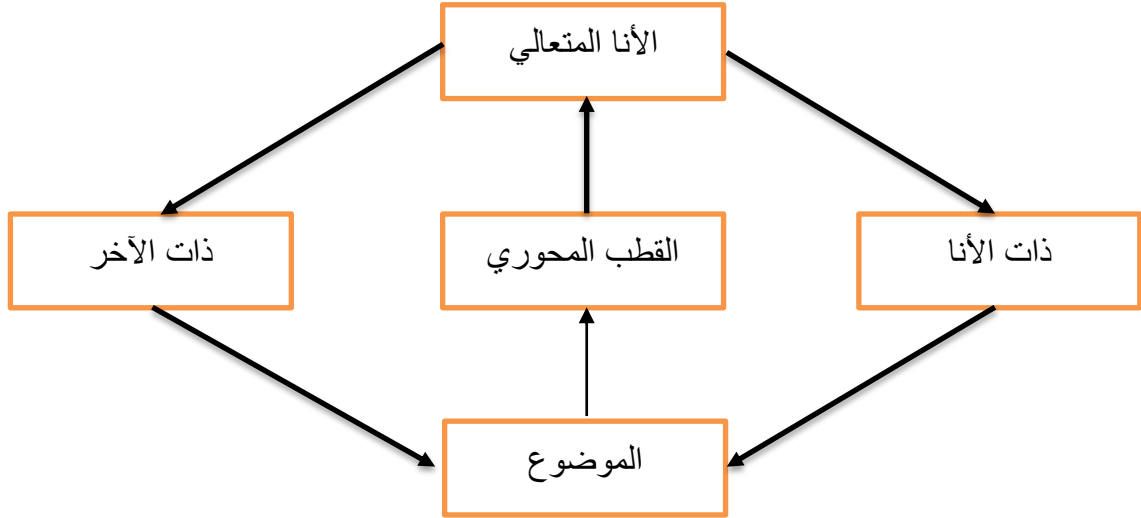 الأنا المتعالي
ذات الأنا
القطب المحوري
ذات الآخر
الموضوع